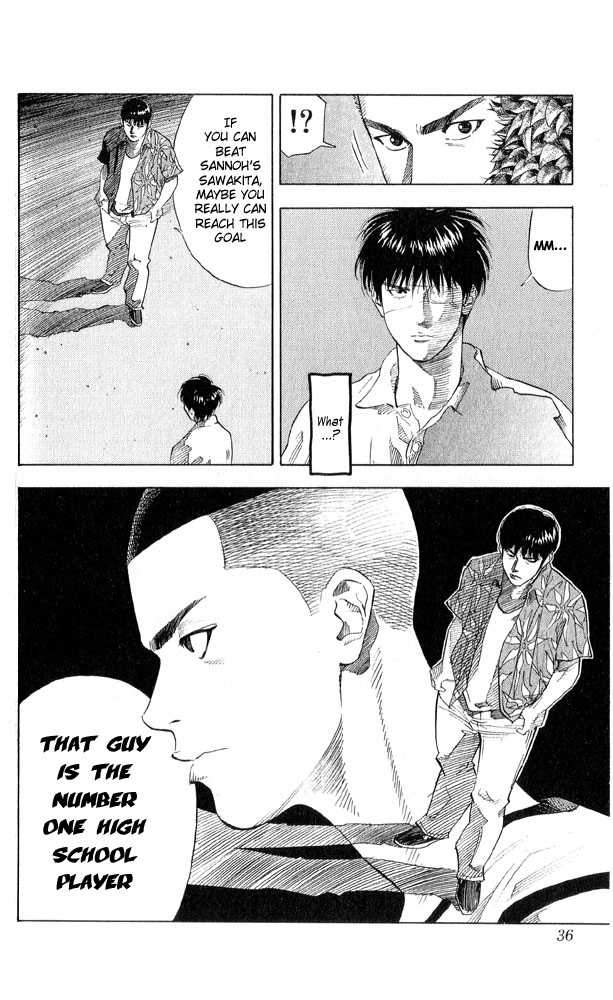 !?
MM...
What
...?
IF
YOU CAN
BEAT
SANNOH'S
SAWAKITA,
MAYBE YOU
REALLY CAN
REACH THIS
GOAL
THAT GUY
IS THE
NUMBER
ONE HIGH
SCHOOL
PLAYER
36